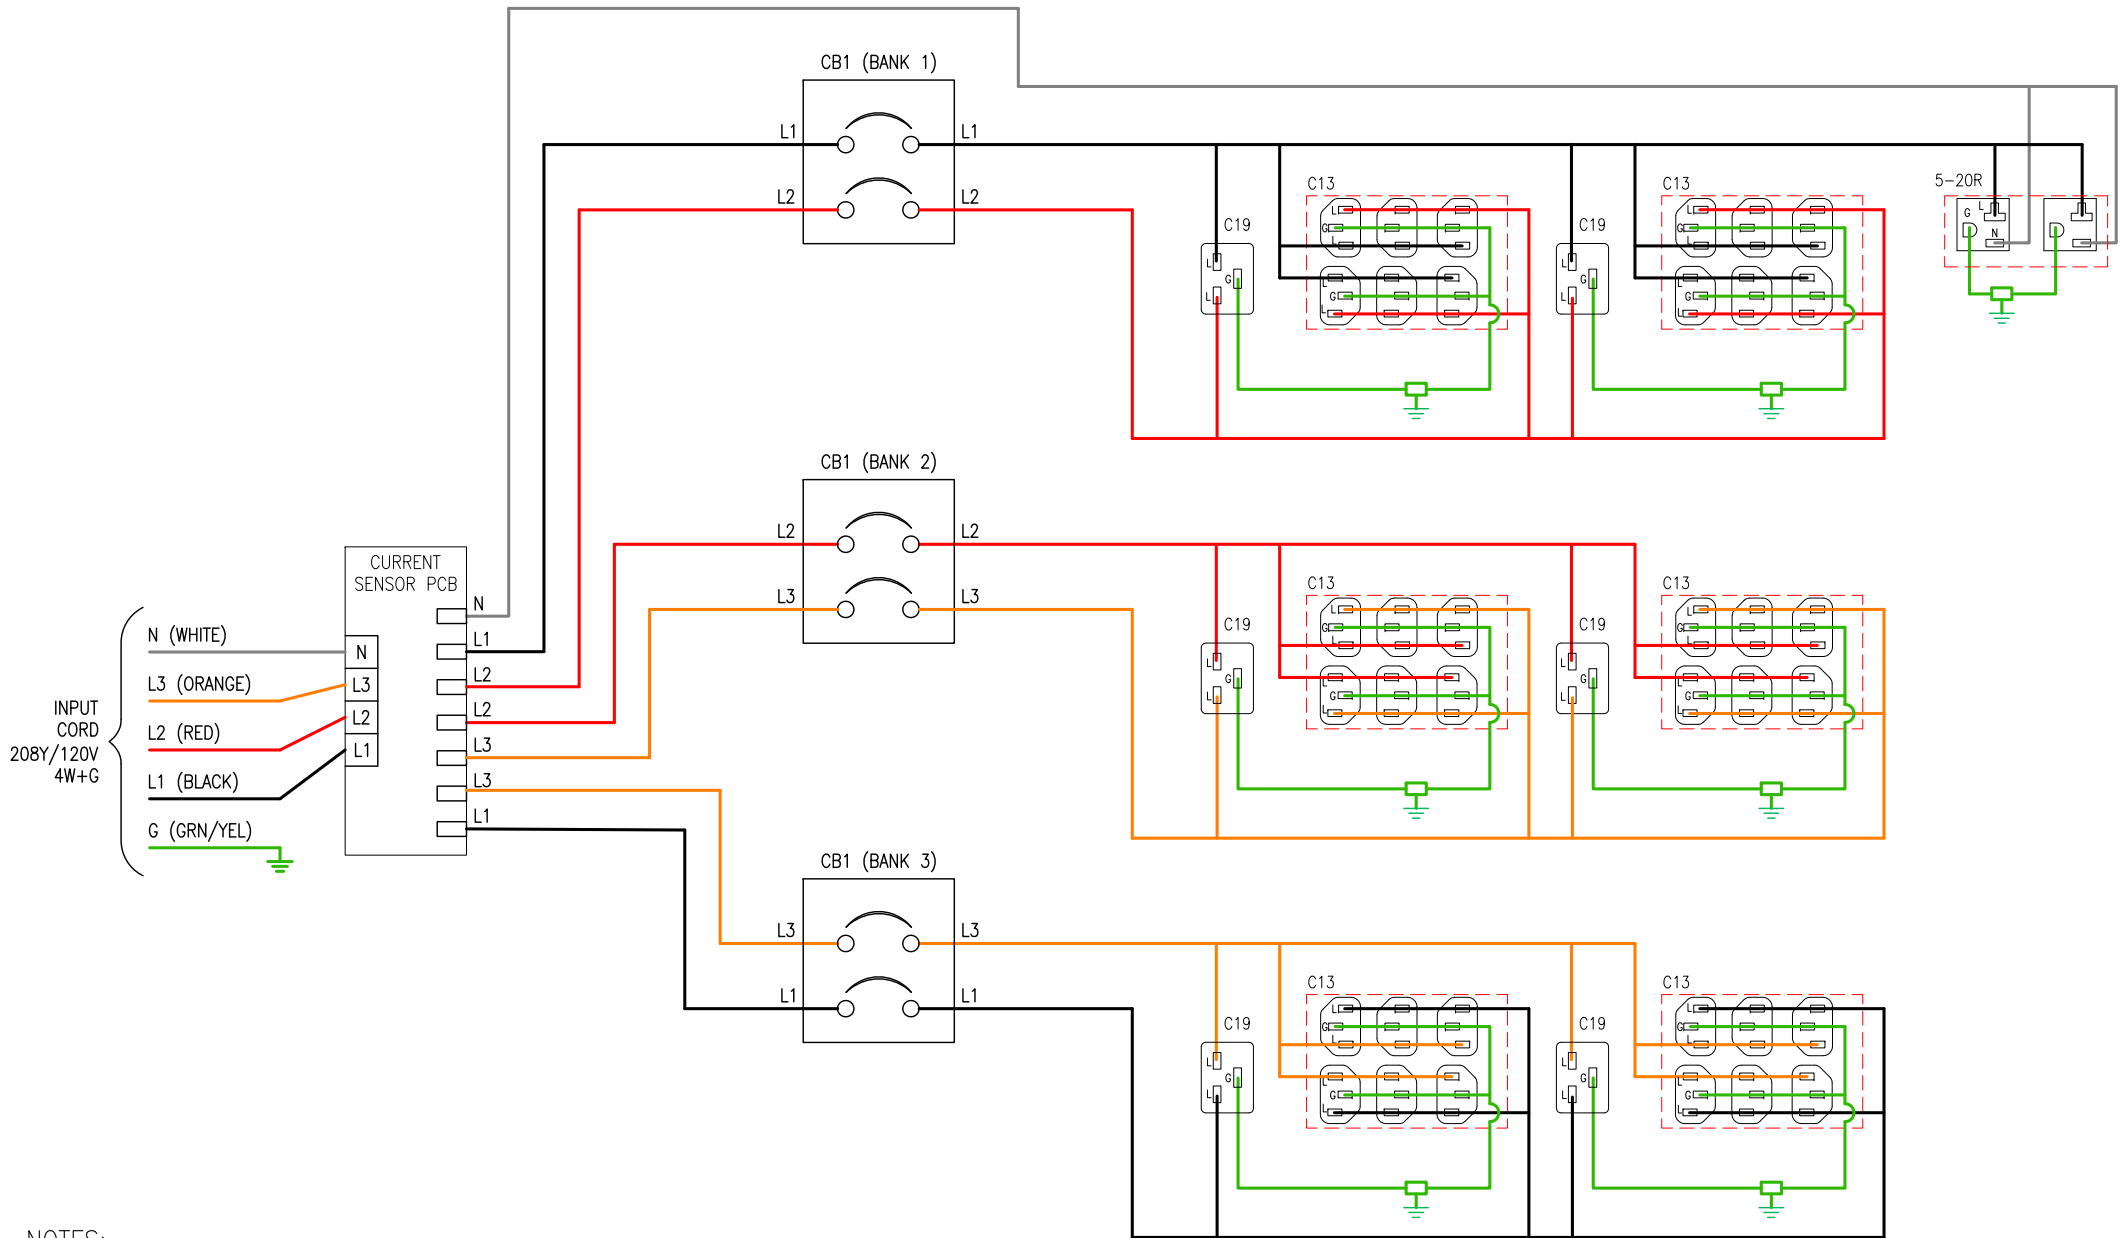 CB1 (BANK 1)
L1
L1
L2
L2
C13
C13
5-20R
L
G
N
C19
C19
L
G
L
L
G
L
L
G
L
L
G
L
L
G
L
L
G
L
CB1 (BANK 2)
L2
L2
L3
L3
C13
C13
C19
C19
L
G
L
L
G
L
L
G
L
L
G
L
L
G
L
L
G
L
CURRENT
SENSOR PCB
N
L1
L2
L2
L3
L3
L1
N
L3
L2
L1
N (WHITE)
L3 (ORANGE)
L2 (RED)
L1 (BLACK)
G (GRN/YEL)
INPUT
CORD
208Y/120V
4W+G
CB1 (BANK 3)
L3
L3
L1
L1
C13
C13
C19
C19
L
G
L
L
G
L
L
G
L
L
G
L
L
G
L
L
G
L
NOTES: